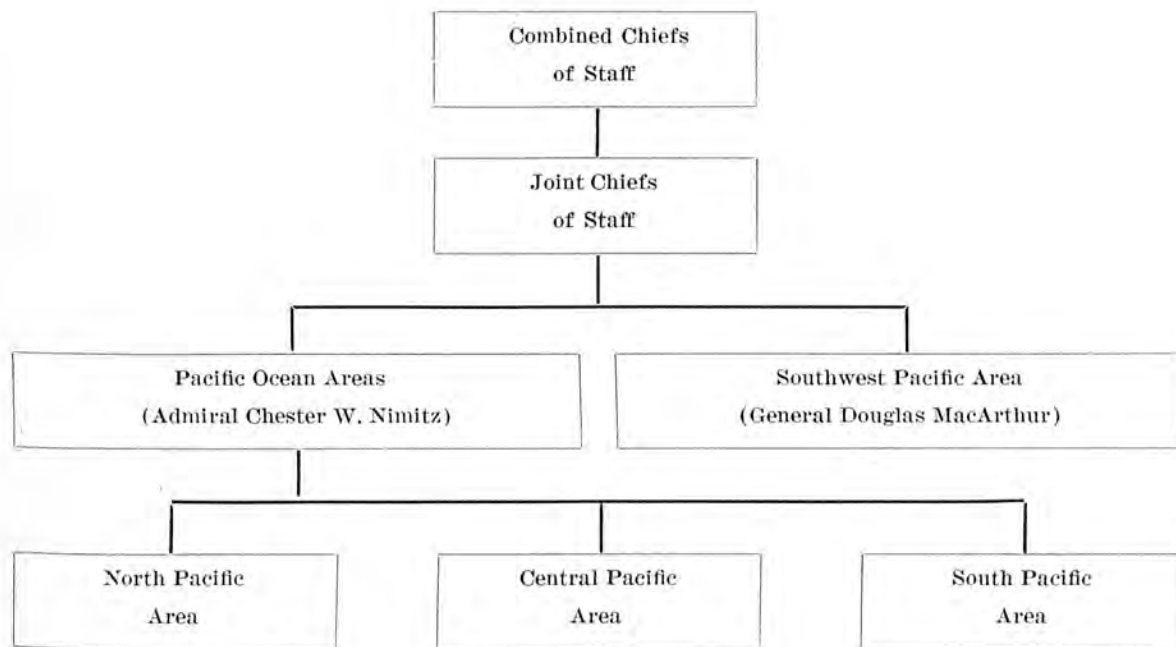 Combined Chiefs
of Staff
Joint Chiefs
of Staff
Pacific Ocean Areas
(Admiral Chester W. Nimitz)
Southwest Pacific Area
(General Douglas MacArthur)
North Pacific
Area
Central Pacific
Area
South Pacific
Area